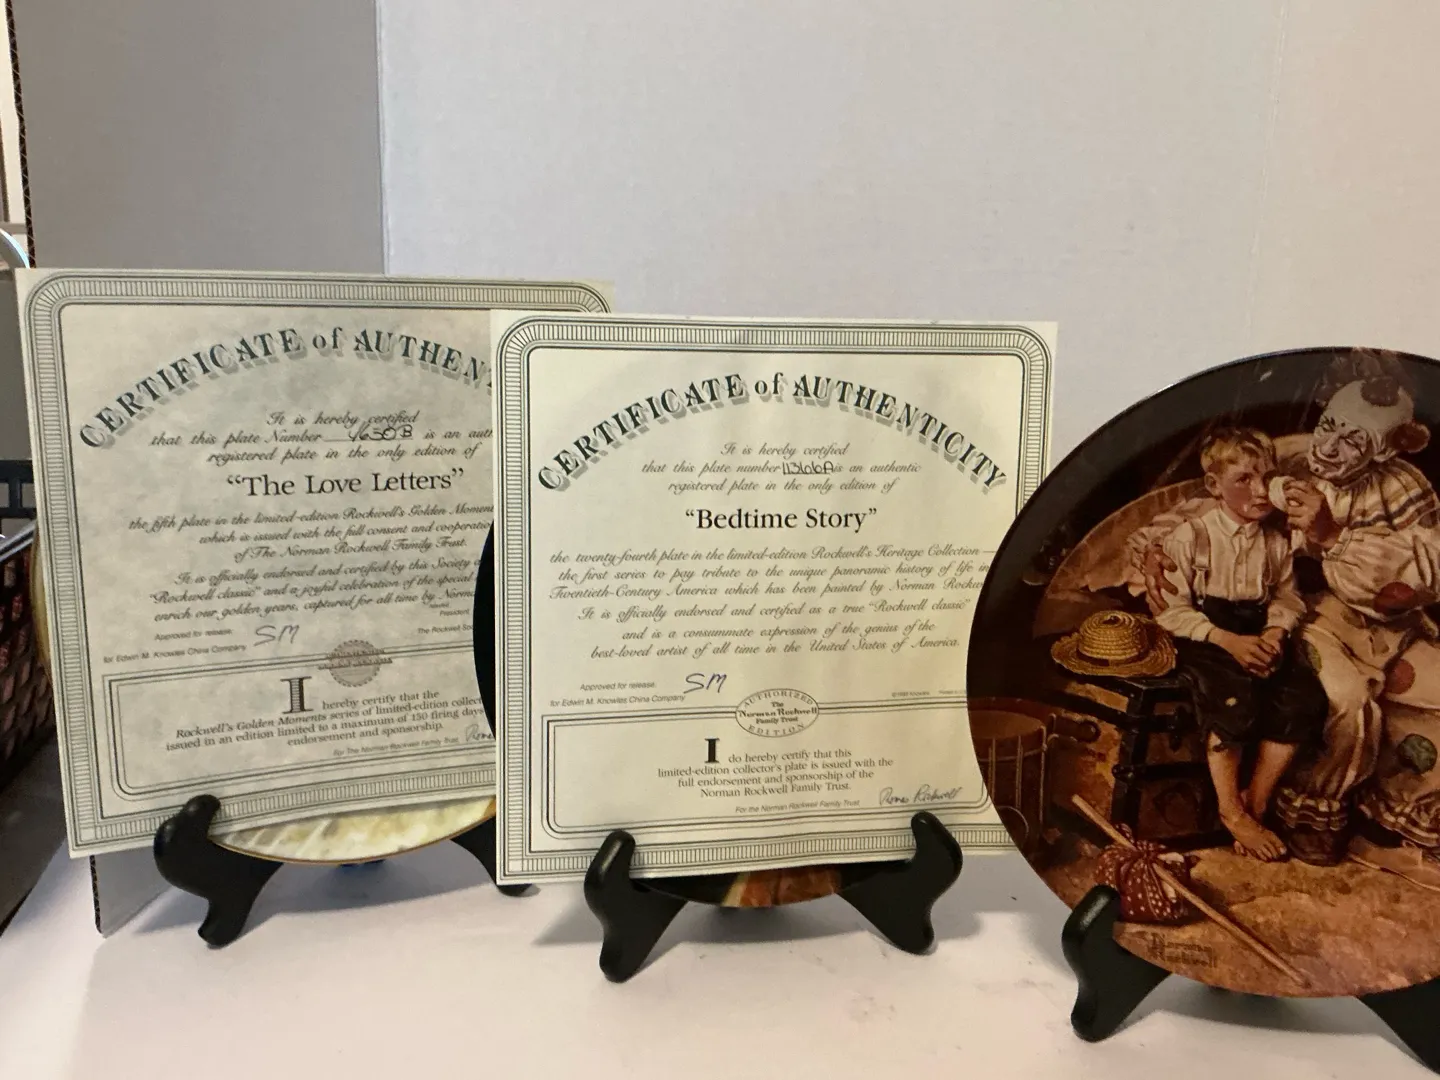 CERTIFICATE of AUTHEN
It is hereby certified
that this plate Number 4630B is an auth
registered plate in the only edition of
"The Love Letters"
the fifth plate in the limited-edition Rockwell's Golden Moment
which is issued with the full consent and cooperatio
of The Norman Rockwell Family Trust.
It is officially endorsed and certified by this Society a
"Rockwell classic" and a joyful celebration of the special
enrich our golden years, captured for all time by Norma
President
Approved for release. SM
The Rockwell Soc
for Edwin M. Knowles China Company
I hereby certify that the
Rockwell's Golden Moments series of limited-edition collec
issued in an edition limited to a maximum of 150 firing days
endorsement and sponsorship.
For The Norman Rockwell Family Trust
CERTIFICATE of AUTHENTICITY
It is hereby certified
that this plate number 11366A is an authentic
registered plate in the only edition of
"Bedtime Story"
the twenty-fourth plate in the limited-edition Rockwell's Heritage Collection —
the first series to pay tribute to the unique panoramic history of life in
Twentieth-Century America which has been painted by Norman Rockw
It is officially endorsed and certified as a true "Rockwell classic"
and is a consummate expression of the genius of the
best-loved artist of all time in the United States of America.
Approved for release. SM
for Edwin M. Knowles China Company
AUTHORIZED
The
Norman Rockwell
Family Trust
EDITION
I do hereby certify that this
limited-edition collector's plate is issued with the
full endorsement and sponsorship of the
Norman Rockwell Family Trust.
For the Norman Rockwell Family Trust
Norman
Rockwell